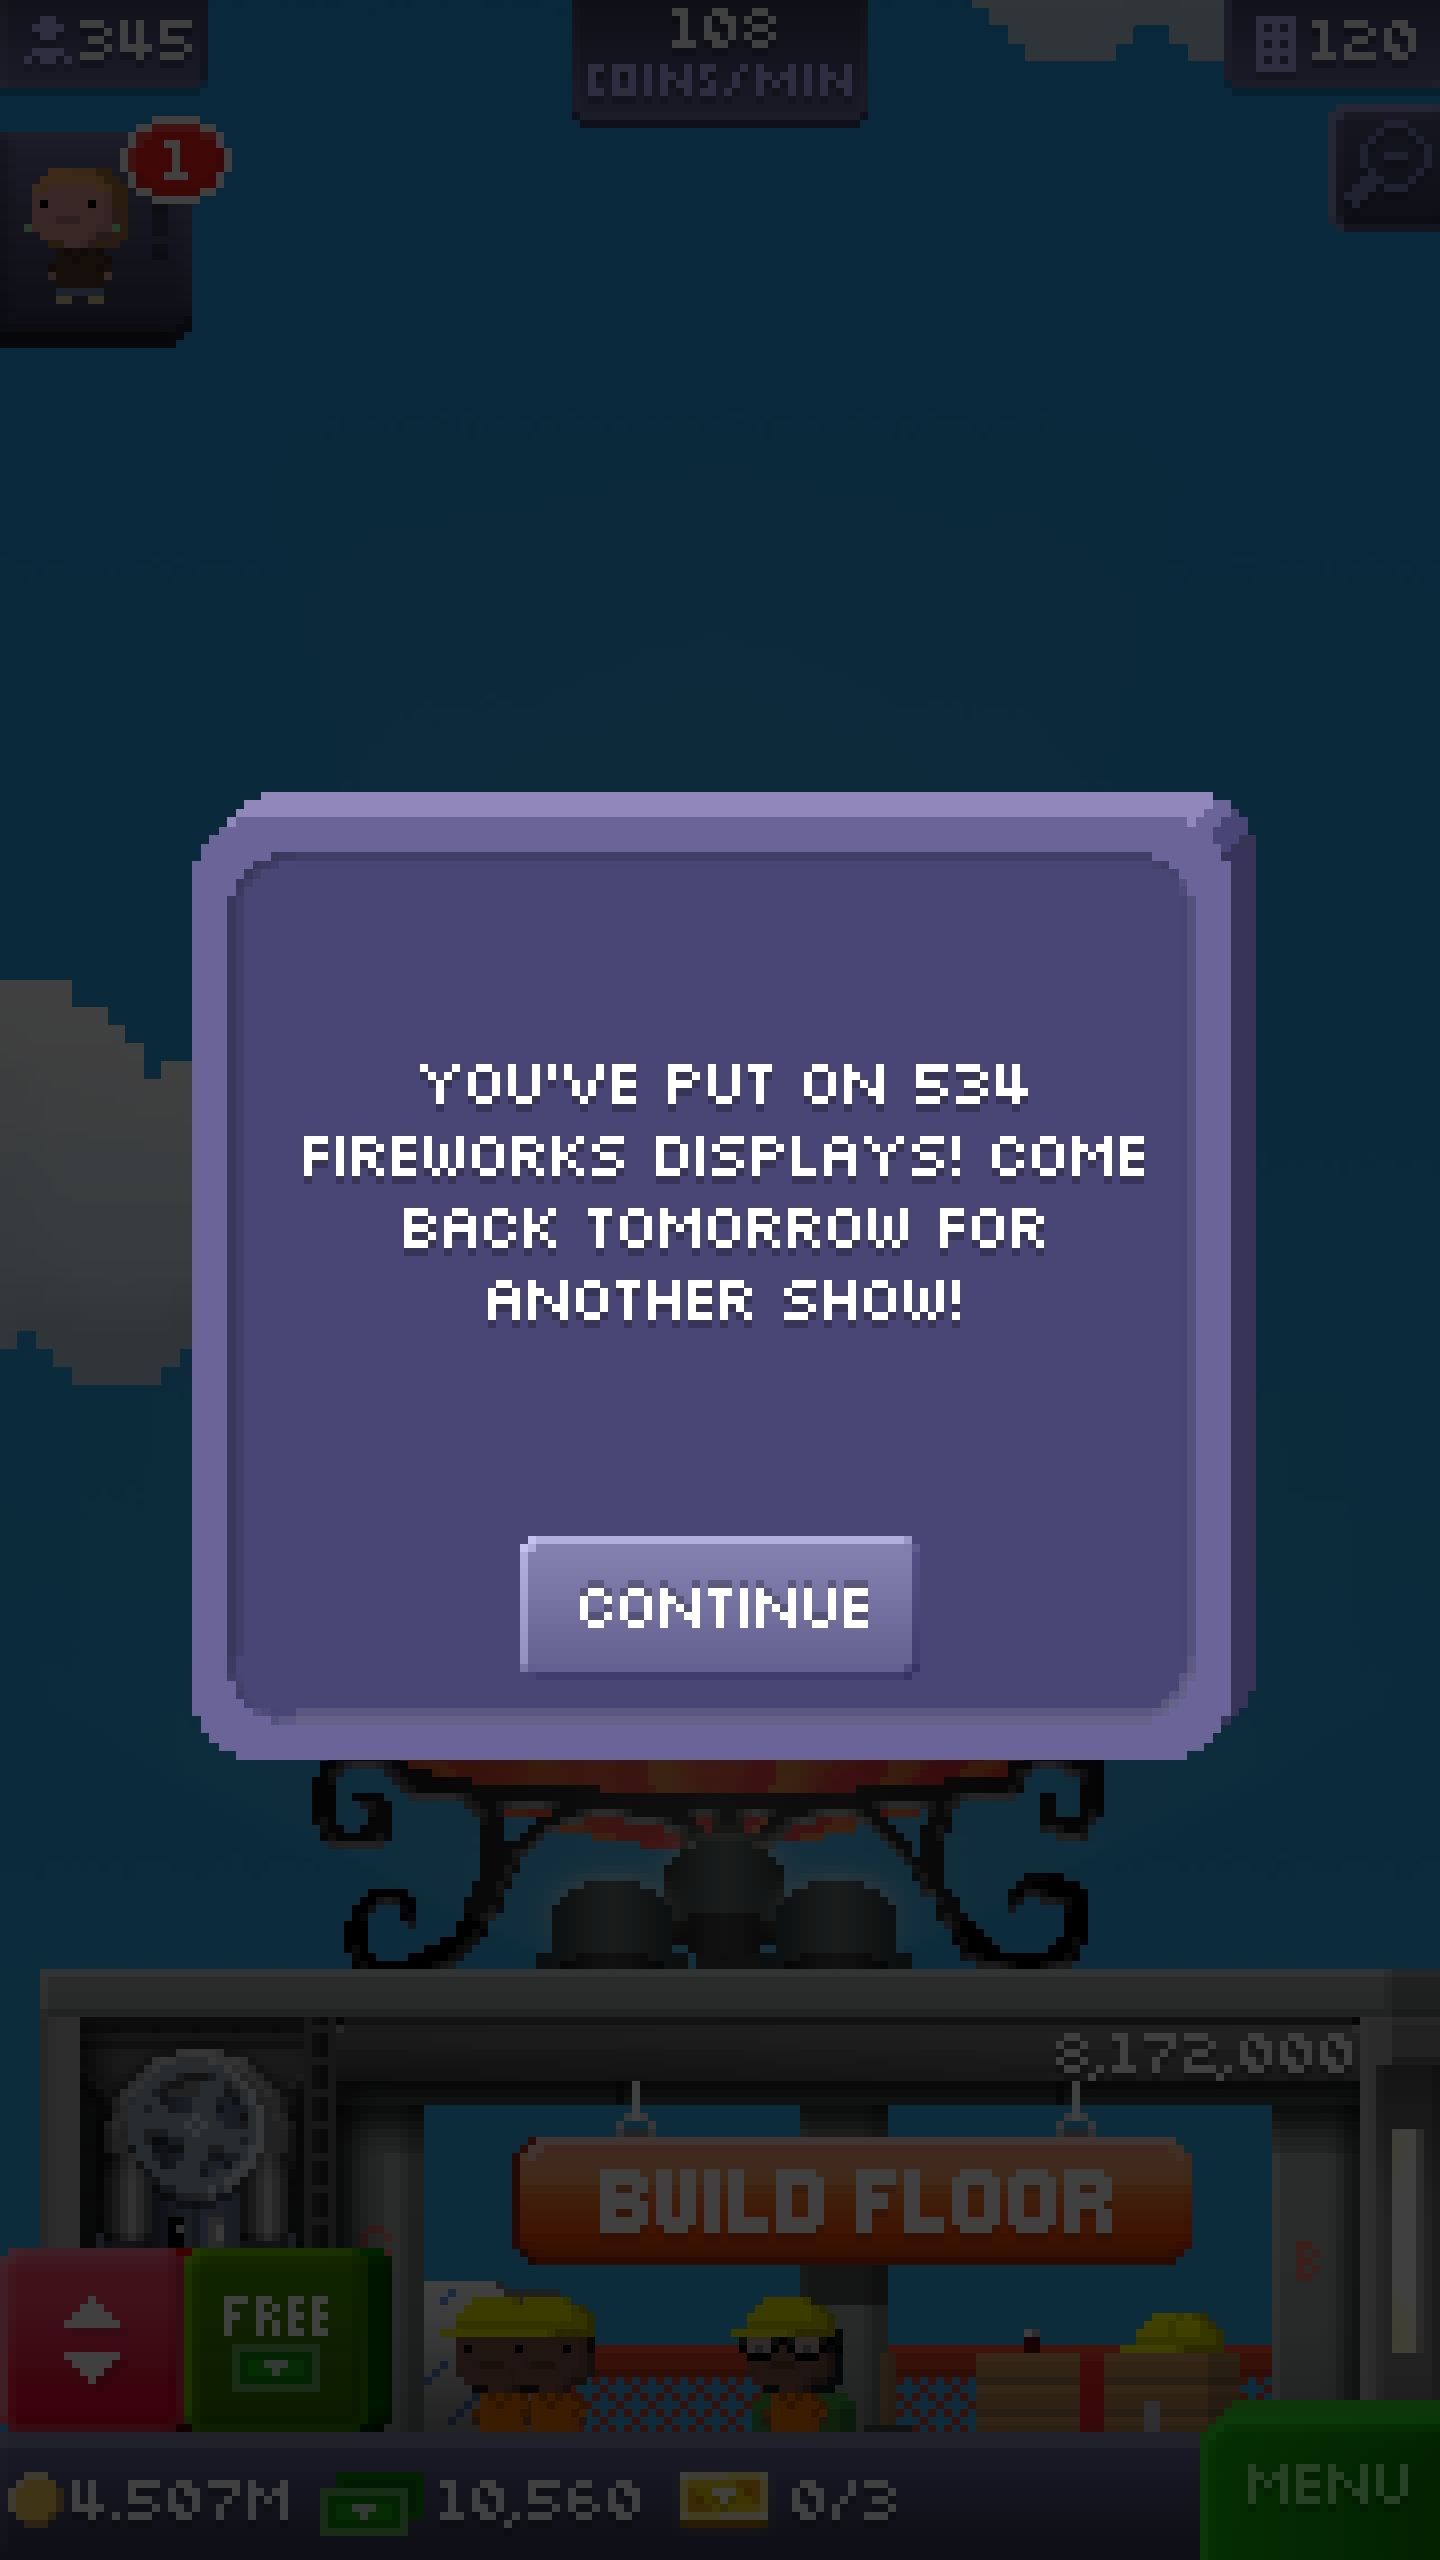 345
108
COINS/MIN
120
1
YOU'VE PUT ON 534
FIREWORKS DISPLAYS! COME
BACK TOMORROW FOR
ANOTHER SHOW!
CONTINUE
8,172,000
BUILD FLOOR
B
FREE
4.507M
10,560
0/3
MENU